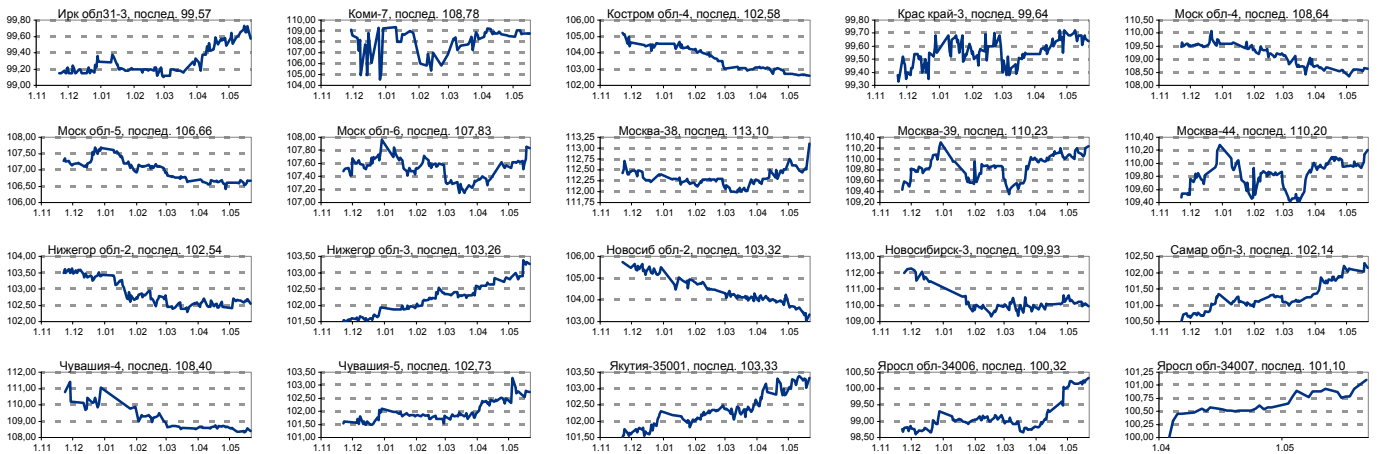 Ирк обл31-3, посл. 99,57
99,80
99,60
99,40
99,20
99,00
1.11 1.12 1.01 1.02 1.03 1.04 1.05
Коми-7, послед. 108,78
110,00
109,00
108,00
107,00
106,00
105,00
104,00
1.11 1.12 1.01 1.02 1.03 1.04 1.05
Костром обл-4, послед. 102,58
106,00
105,00
104,00
103,00
102,00
1.11 1.12 1.01 1.02 1.03 1.04 1.05
Крас край-3, послед. 99,64
99,80
99,70
99,60
99,50
99,40
99,30
1.11 1.12 1.01 1.02 1.03 1.04 1.05
Моск обл-4, послед. 108,64
110,50
110,00
109,50
109,00
108,50
108,00
1.11 1.12 1.01 1.02 1.03 1.04 1.05
Моск обл-5, послед. 106,66
108,00
107,50
107,00
106,50
106,00
1.11 1.12 1.01 1.02 1.03 1.04 1.05
Моск обл-6, послед. 107,83
108,00
107,80
107,60
107,40
107,20
107,00
1.11 1.12 1.01 1.02 1.03 1.04 1.05
Москва-38, послед. 113,10
113,25
113,00
112,75
112,50
112,25
112,00
111,75
1.11 1.12 1.01 1.02 1.03 1.04 1.05
Москва-39, послед. 110,23
110,40
110,20
110,00
109,80
109,60
109,40
109,20
1.11 1.12 1.01 1.02 1.03 1.04 1.05
Москва-44, послед. 110,20
110,40
110,20
110,00
109,80
109,60
109,40
1.11 1.12 1.01 1.02 1.03 1.04 1.05
Нижегор обл-2, послед. 102,54
104,00
103,50
103,00
102,50
102,00
1.11 1.12 1.01 1.02 1.03 1.04 1.05
Нижегор обл-3, послед. 103,26
103,50
103,00
102,50
102,00
101,50
1.11 1.12 1.01 1.02 1.03 1.04 1.05
Новосиб обл-2, послед. 103,32
106,00
105,00
104,00
103,00
1.11 1.12 1.01 1.02 1.03 1.04 1.05
Новосибирск-3, послед. 109,93
113,00
112,00
111,00
110,00
109,00
1.11 1.12 1.01 1.02 1.03 1.04 1.05
Самар обл-3, послед. 102,14
102,50
102,00
101,50
101,00
100,50
1.11 1.12 1.01 1.02 1.03 1.04 1.05
Чувашия-4, послед. 108,40
112,00
111,00
110,00
109,00
108,00
1.11 1.12 1.01 1.02 1.03 1.04 1.05
Чувашия-5, послед. 102,73
103,50
103,00
102,50
102,00
101,50
101,00
1.11 1.12 1.01 1.02 1.03 1.04 1.05
Якутия-35001, послед. 103,33
103,50
103,00
102,50
102,00
101,50
1.11 1.12 1.01 1.02 1.03 1.04 1.05
Яросл обл-34006, послед. 100,32
100,50
100,00
99,50
99,00
98,50
1.11 1.12 1.01 1.02 1.03 1.04 1.05
Яросл обл-34007, послед. 101,10
101,25
101,00
100,75
100,50
100,25
100,00
1.04 1.05